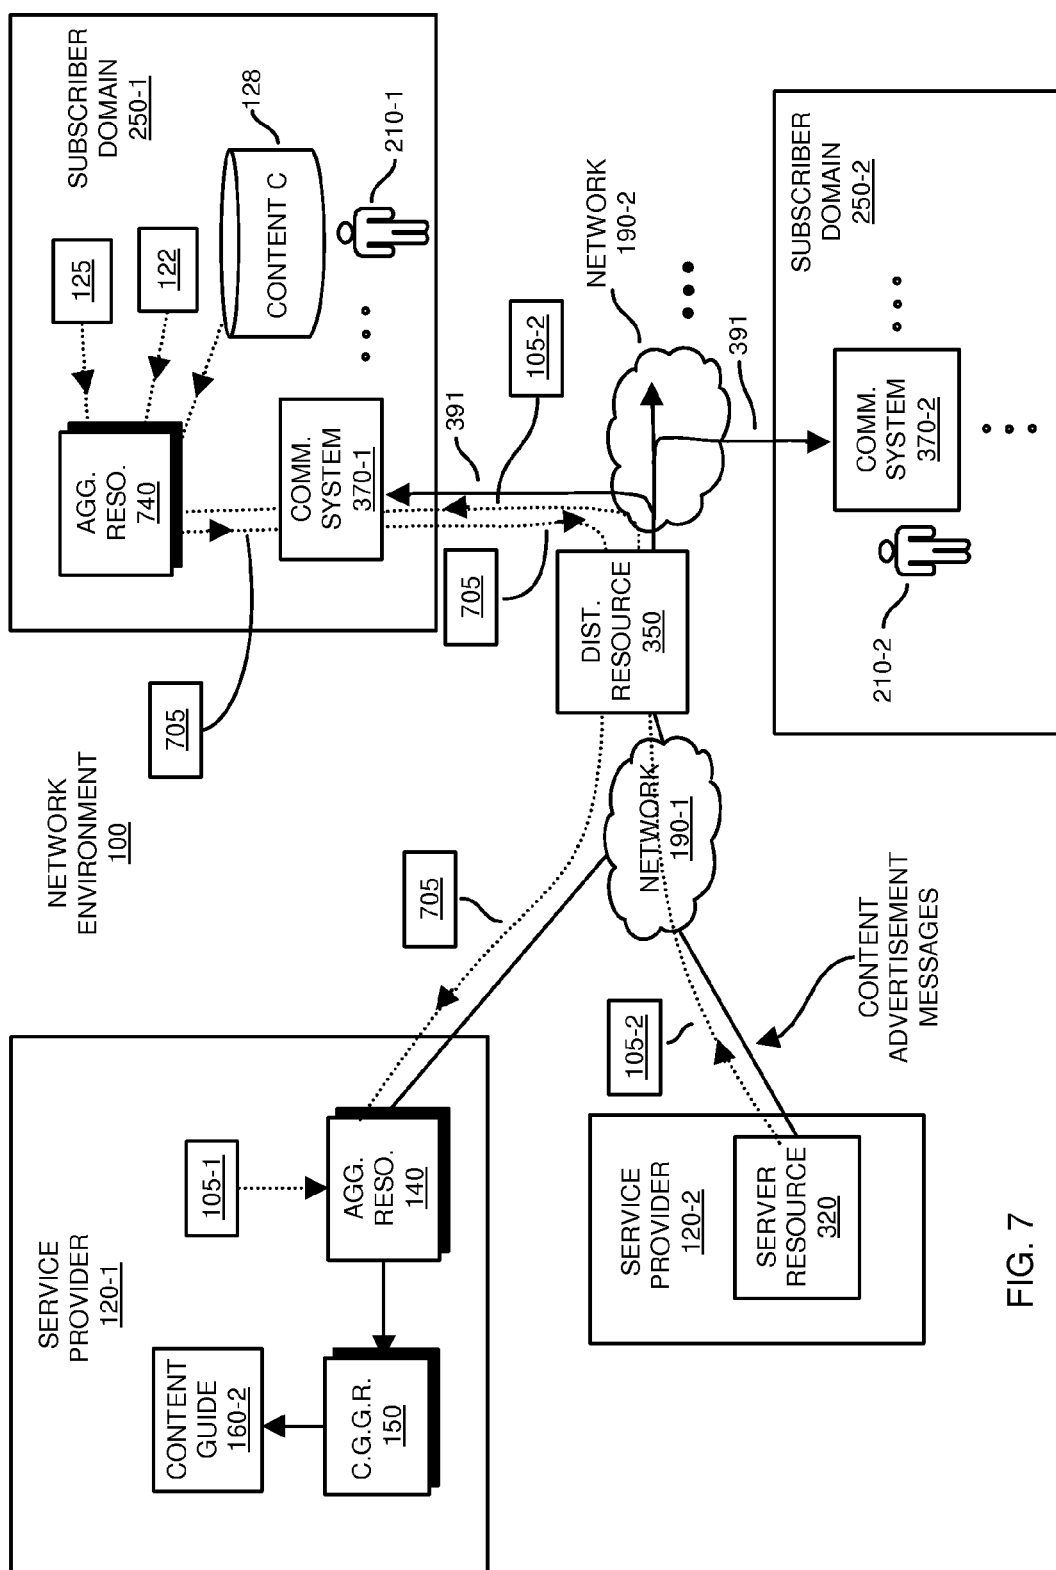 NETWORK
ENVIRONMENT
100
SERVICE
PROVIDER
120-1
CONTENT
GUIDE
160-2
C.G.G.R.
150
105-1
AGG.
RESO.
140
705
705
705
SUBSCRIBER
DOMAIN
250-1
125
122
AGG.
RESO.
740
CONTENT C
128
210-1
COMM.
SYSTEM
370-1
391
105-2
NETWORK
190-2
DIST.
RESOURCE
350
NETWORK
190-1
SERVICE
PROVIDER
120-2
SERVER
RESOURCE
320
105-2
CONTENT
ADVERTISEMENT
MESSAGES
391
SUBSCRIBER
DOMAIN
250-2
COMM.
SYSTEM
370-2
210-2
FIG. 7